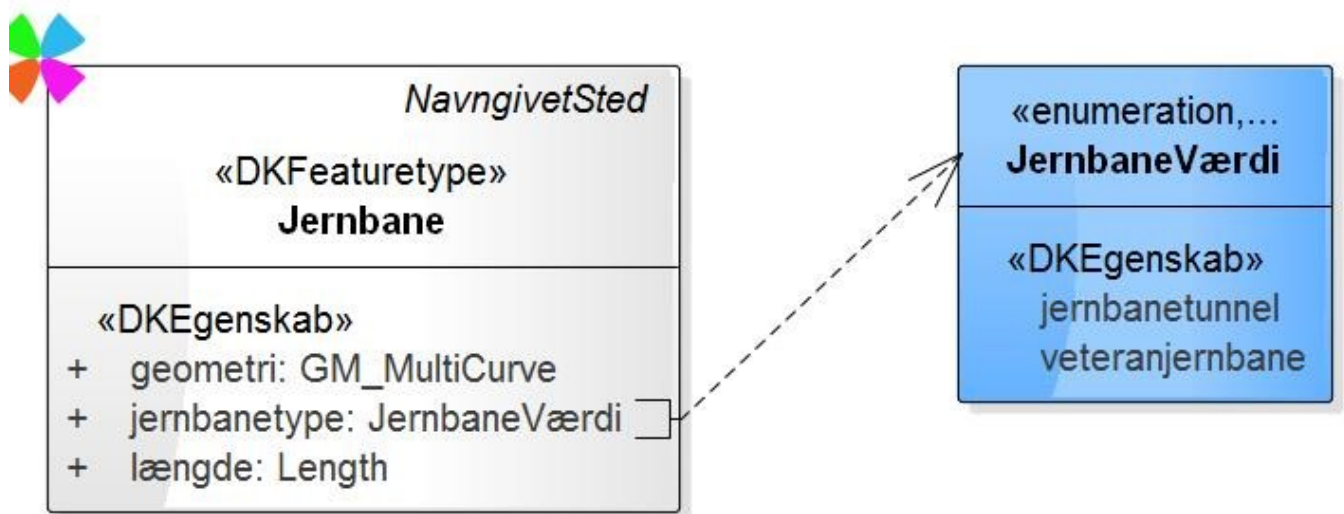 NavngivetSted
«DKFeaturetype»
Jernbane
«DKEgenskab»
+ geometri: GM_MultiCurve
+ jernbanetype: JernbaneVærdi
+ længde: Length
«enumeration,...
JernbaneVærdi
«DKEgenskab»
jernbanetunnel
veteranjernbane